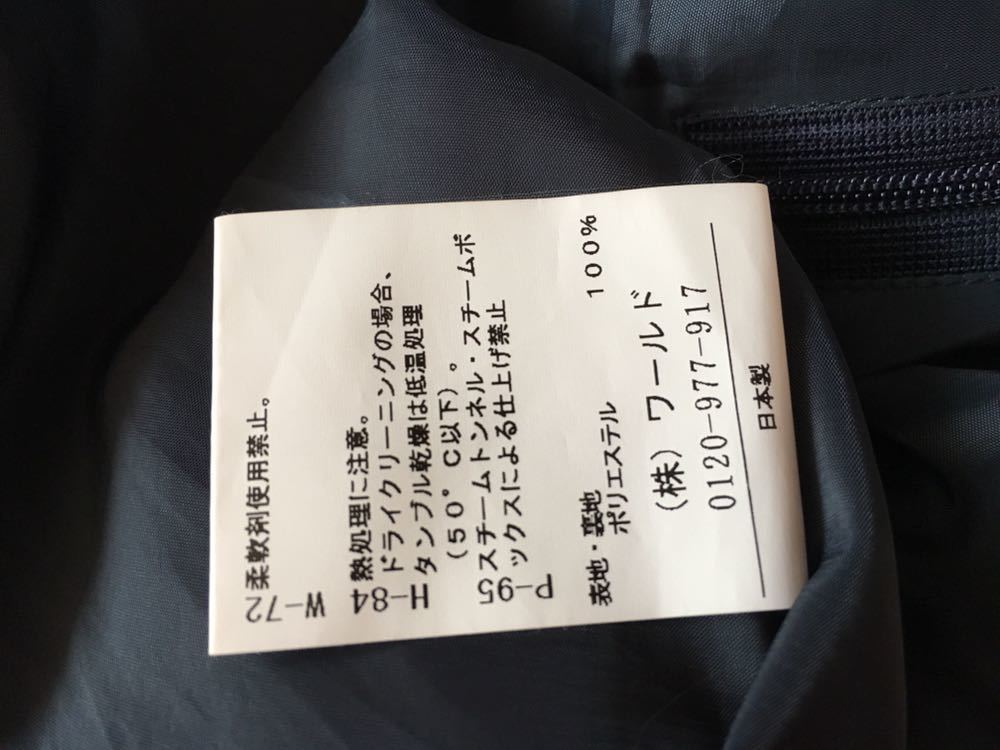 柔軟剤使用禁止。
W-72
熱処理に注意。
ドライクリーニングの場合、
タンブル乾燥は低温処理
(50°C以下)。
H-84
スチームトンネル・スチームボ
ックスによる仕上げ禁止
P-95
表地・裏地
ポリエステル 100%
(株) ワールド
0120-977-917
日本製